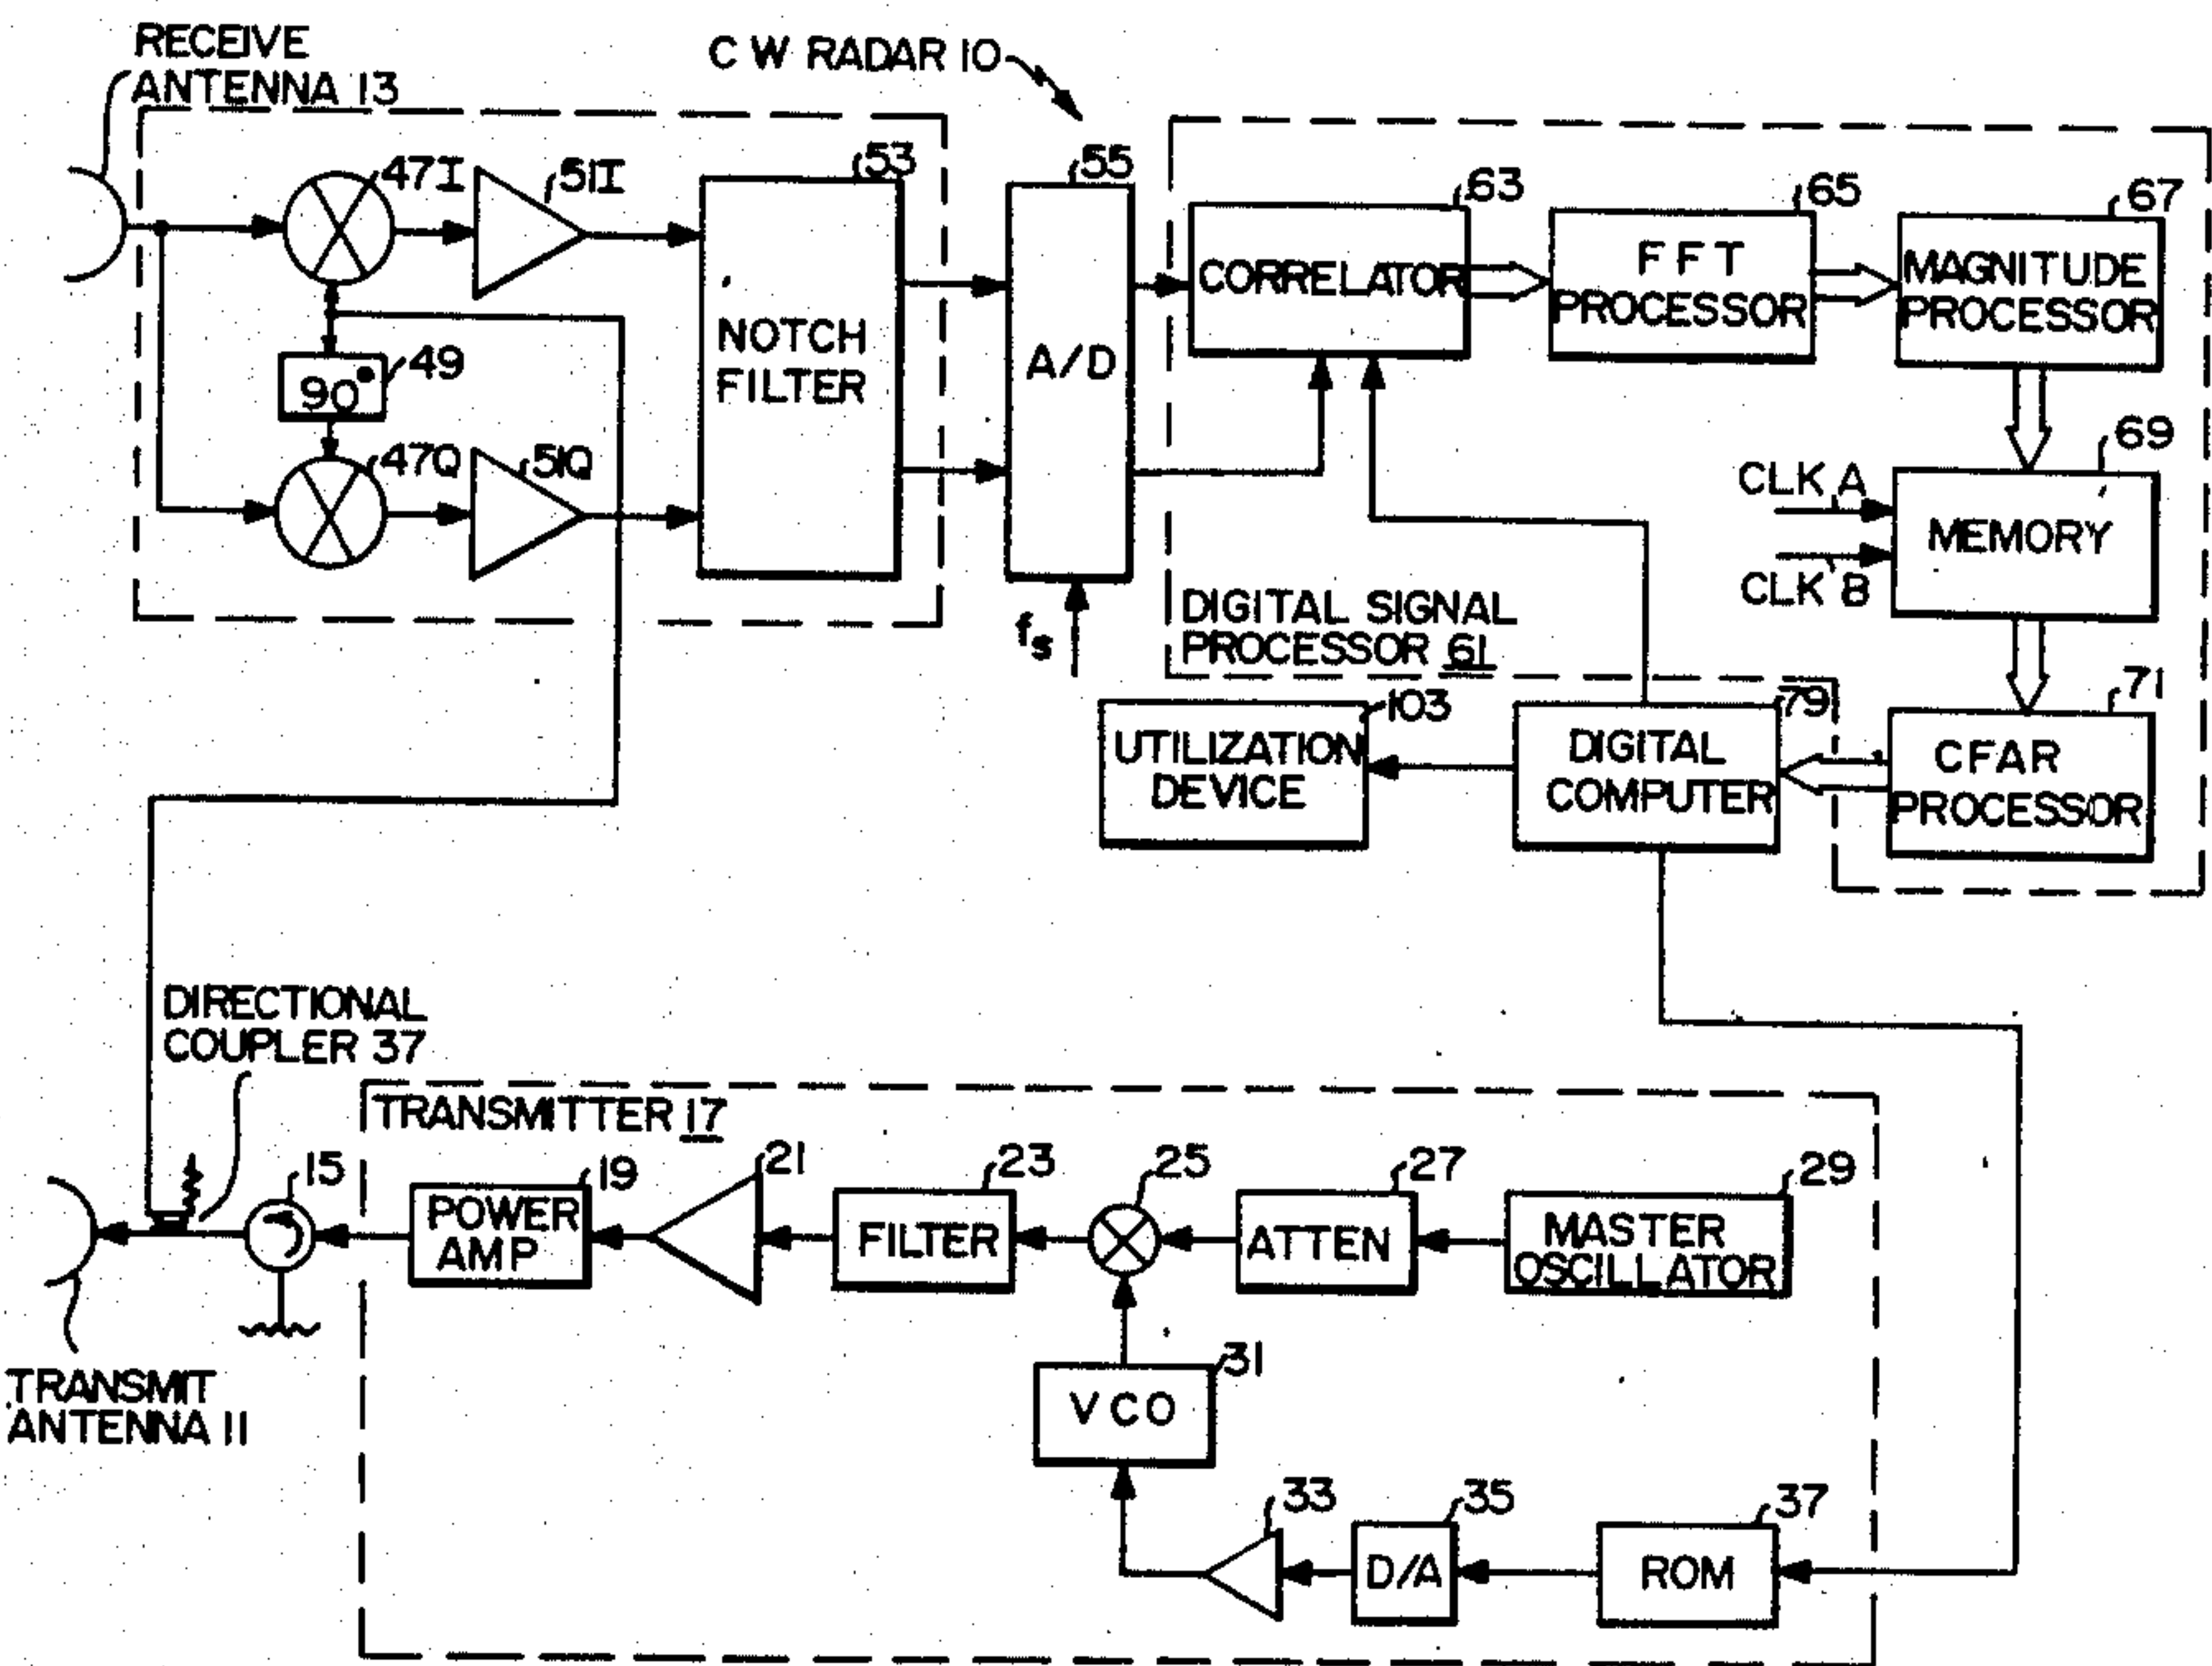 RECEIVE
ANTENNA 13
C W RADAR 10
47I
51I
53
55
63
65
67
NOTCH
FILTER
A/D
CORRELATOR
F F T
PROCESSOR
MAGNITUDE
PROCESSOR
90°
49
47Q
51Q
69
CLK A
MEMORY
CLK B
fs
DIGITAL SIGNAL
PROCESSOR 61
103
79
71
UTILIZATION
DEVICE
DIGITAL
COMPUTER
CFAR
PROCESSOR
DIRECTIONAL
COUPLER 37
TRANSMITTER 17
15
19
21
23
25
27
29
POWER
AMP
FILTER
ATTEN
MASTER
OSCILLATOR
TRANSMIT
ANTENNA 11
31
V C O
33
35
37
D/A
ROM